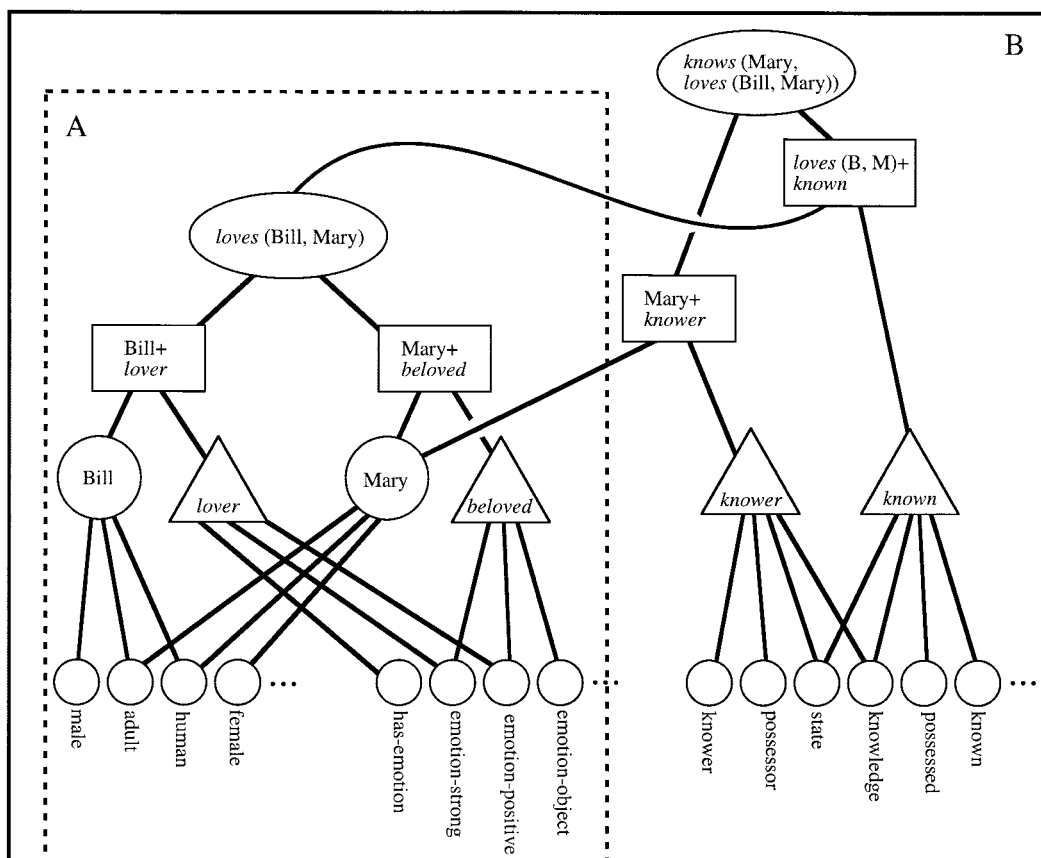 B
knows (Mary,
loves (Bill, Mary))
A
loves (B, M)+
known
loves (Bill, Mary)
Mary+
knower
Bill+
lover
Mary+
beloved
Bill
lover
Mary
beloved
knower
known
...
...
...
male
adult
human
female
has-emotion
emotion-strong
emotion-positive
emotion-object
knower
possessor
state
knowledge
possessed
known